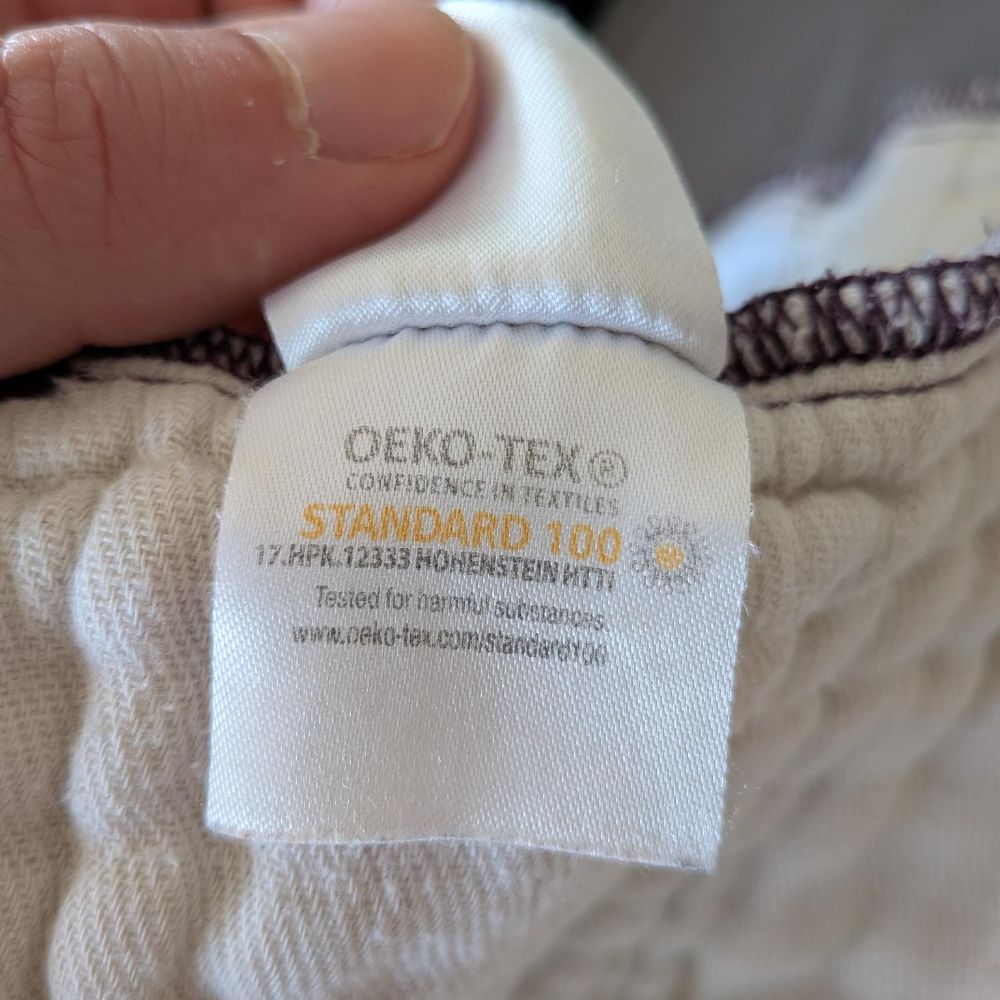 OEKO-TEX®
CONFIDENCE IN TEXTILES
STANDARD 100
17.HPK.12333 HOHENSTEIN HTTI
Tested for harmful substances.
www.oeko-tex.com/standard100